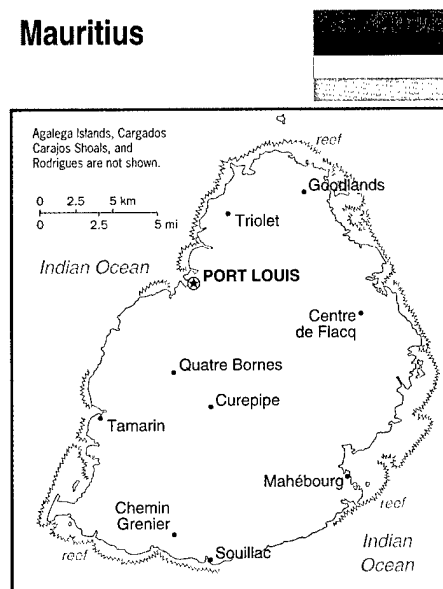 Mauritius
Agalega Islands, Cargados
Carajos Shoals, and
Rodrigues are not shown.
0 2.5 5 km
0 2.5 5 mi
reef
Goodlands
Triolet
Indian Ocean
PORT LOUIS
Centre
de Flacq
Quatre Bornes
Curepipe
Tamarin
Mahébourg
reef
Chemin
Grenier
Indian
Ocean
reef
Souillac